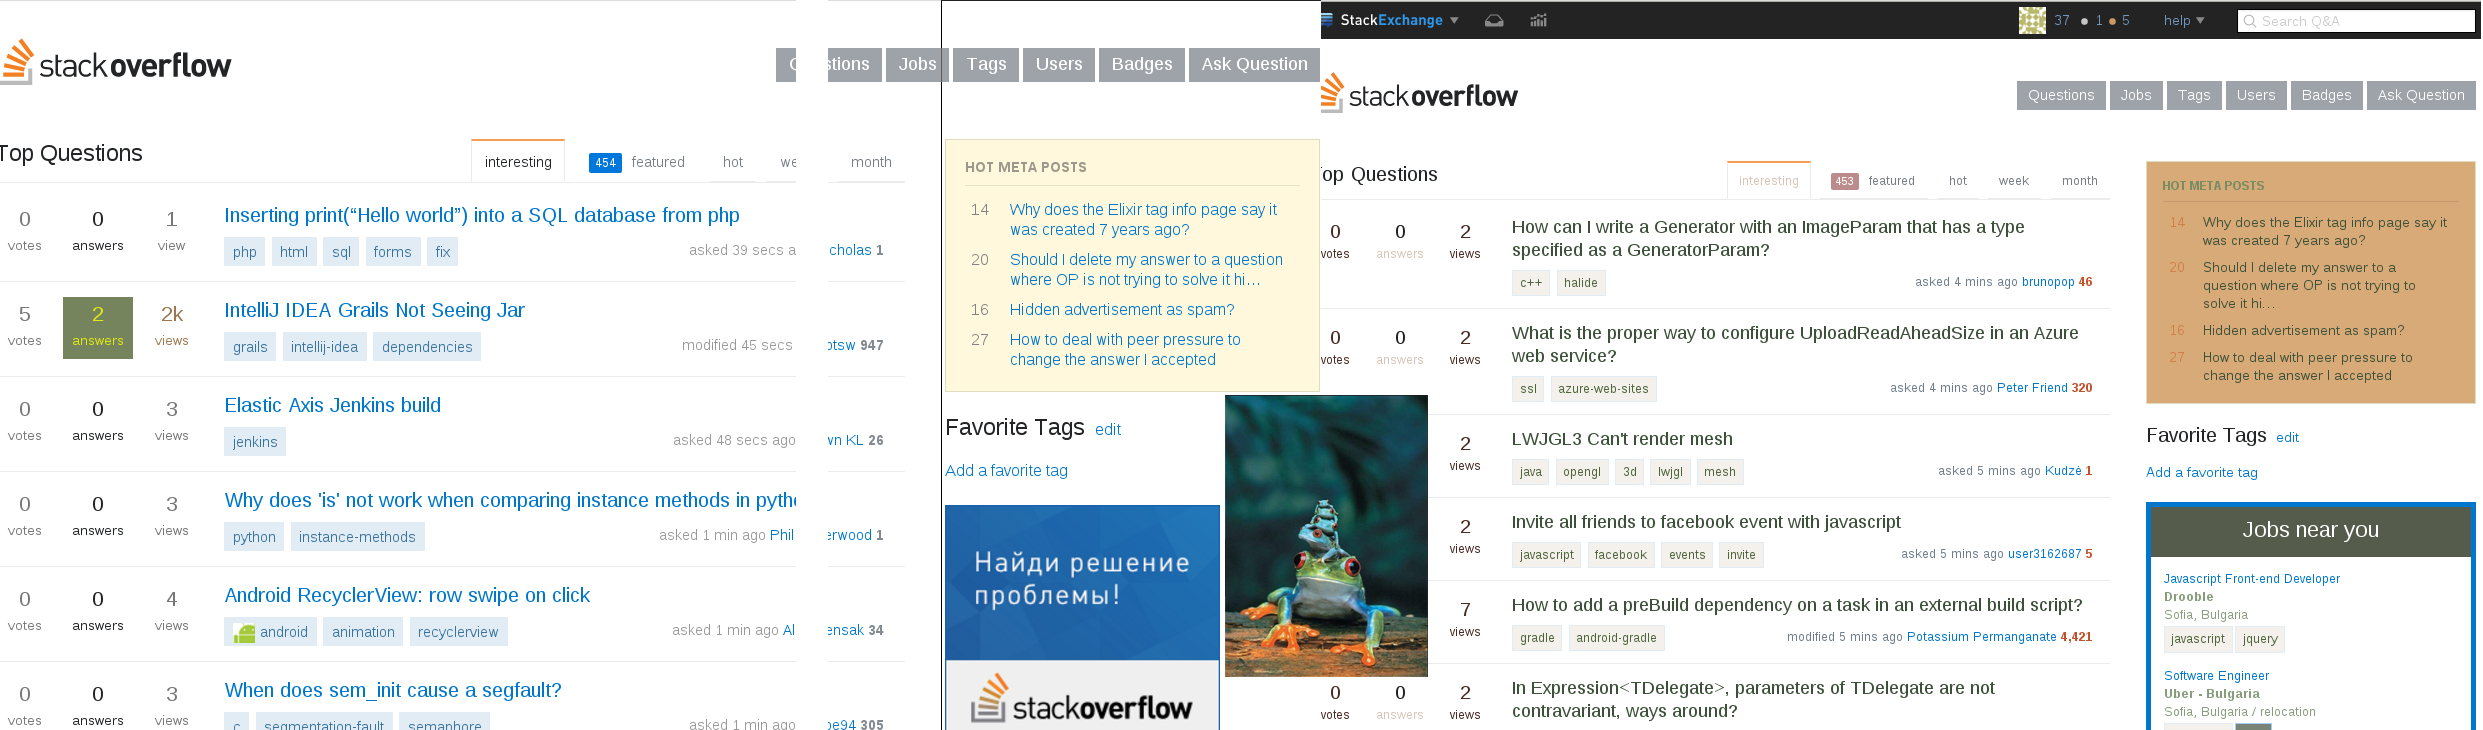 stackoverflow
stions Jobs Tags Users Badges Ask Question
Top Questions
interesting 454 featured hot month
0 votes 0 answers 1 view
Inserting print(“Hello world”) into a SQL database from php
php html sql forms fix
asked 39 secs a cholas 1
5 votes 2 answers 2k views
IntelliJ IDEA Grails Not Seeing Jar
grails intellij-idea dependencies
modified 45 secs otsw 947
0 votes 0 answers 3 views
Elastic Axis Jenkins build
jenkins
asked 48 secs ago wn KL 26
0 votes 0 answers 3 views
Why does 'is' not work when comparing instance methods in pytho
python instance-methods
asked 1 min ago Phil erwood 1
0 votes 0 answers 4 views
Android RecyclerView: row swipe on click
android animation recyclerview
asked 1 min ago Al ensak 34
0 votes 0 answers 3 views
When does sem_init cause a segfault?
c segmentation-fault semaphore
asked 1 min ago be94 305
HOT META POSTS
14 Why does the Elixir tag info page say it
was created 7 years ago?
20 Should I delete my answer to a question
where OP is not trying to solve it hi…
16 Hidden advertisement as spam?
27 How to deal with peer pressure to
change the answer I accepted
Favorite Tags edit
Add a favorite tag
Найди решение
проблемы!
stackoverflow
StackExchange 37 1 5 help Search Q&A
stackoverflow
Questions Jobs Tags Users Badges Ask Question
Top Questions
interesting 453 featured hot week month
0 votes 0 answers 2 views
How can I write a Generator with an ImageParam that has a type
specified as a GeneratorParam?
c++ halide
asked 4 mins ago brunopop 46
0 votes 0 answers 2 views
What is the proper way to configure UploadReadAheadSize in an Azure
web service?
ssl azure-web-sites
asked 4 mins ago Peter Friend 320
2 views
LWJGL3 Can't render mesh
java opengl 3d lwjgl mesh
asked 5 mins ago Kudzė 1
2 views
Invite all friends to facebook event with javascript
javascript facebook events invite
asked 5 mins ago user3162687 5
7 views
How to add a preBuild dependency on a task in an external build script?
gradle android-gradle
modified 5 mins ago Potassium Permanganate 4,421
0 votes 0 answers 2 views
In Expression<TDelegate>, parameters of TDelegate are not
contravariant, ways around?
HOT META POSTS
14 Why does the Elixir tag info page say it
was created 7 years ago?
20 Should I delete my answer to a
question where OP is not trying to
solve it hi…
16 Hidden advertisement as spam?
27 How to deal with peer pressure to
change the answer I accepted
Favorite Tags edit
Add a favorite tag
Jobs near you
Javascript Front-end Developer
Drooble
Sofia, Bulgaria
javascript jquery
Software Engineer
Uber - Bulgaria
Sofia, Bulgaria / relocation